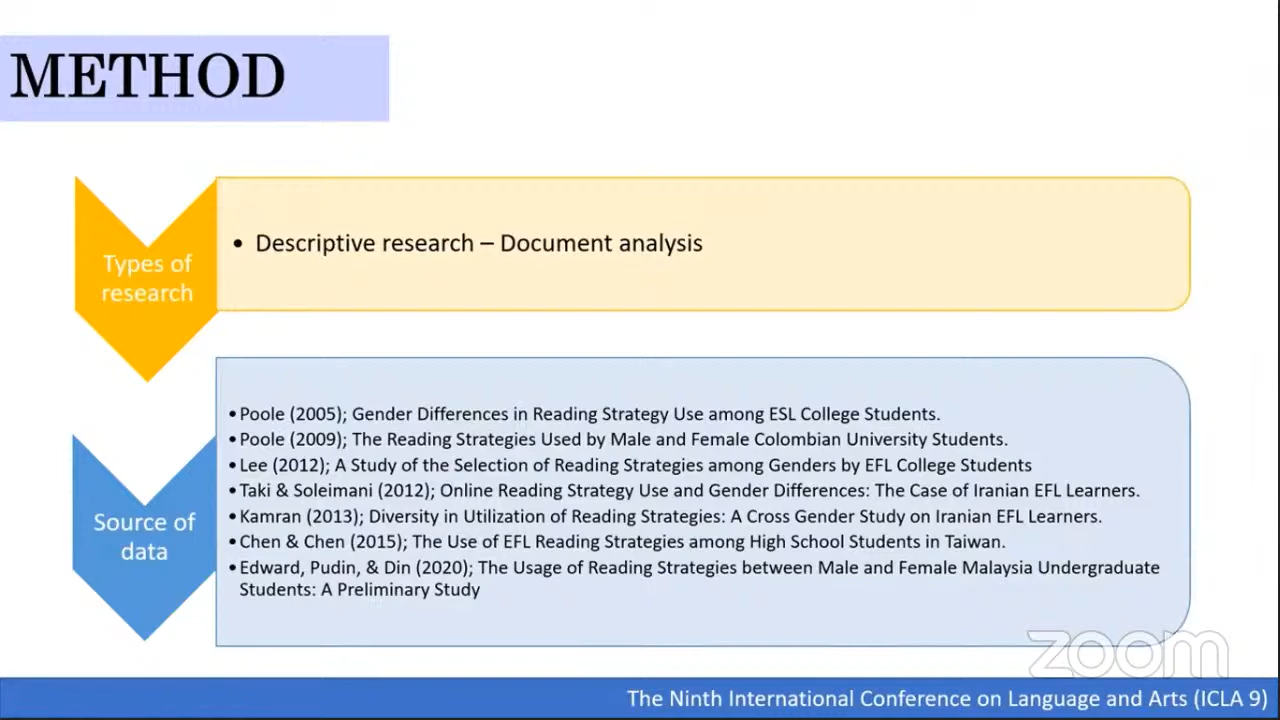 METHOD
Types of
research
• Descriptive research – Document analysis
Source of
data
•Poole (2005); Gender Differences in Reading Strategy Use among ESL College Students.
•Poole (2009); The Reading Strategies Used by Male and Female Colombian University Students.
•Lee (2012); A Study of the Selection of Reading Strategies among Genders by EFL College Students
•Taki & Soleimani (2012); Online Reading Strategy Use and Gender Differences: The Case of Iranian EFL Learners.
•Kamran (2013); Diversity in Utilization of Reading Strategies: A Cross Gender Study on Iranian EFL Learners.
•Chen & Chen (2015); The Use of EFL Reading Strategies among High School Students in Taiwan.
•Edward, Pudin, & Din (2020); The Usage of Reading Strategies between Male and Female Malaysia Undergraduate
Students: A Preliminary Study
zoom
The Ninth International Conference on Language and Arts (ICLA 9)